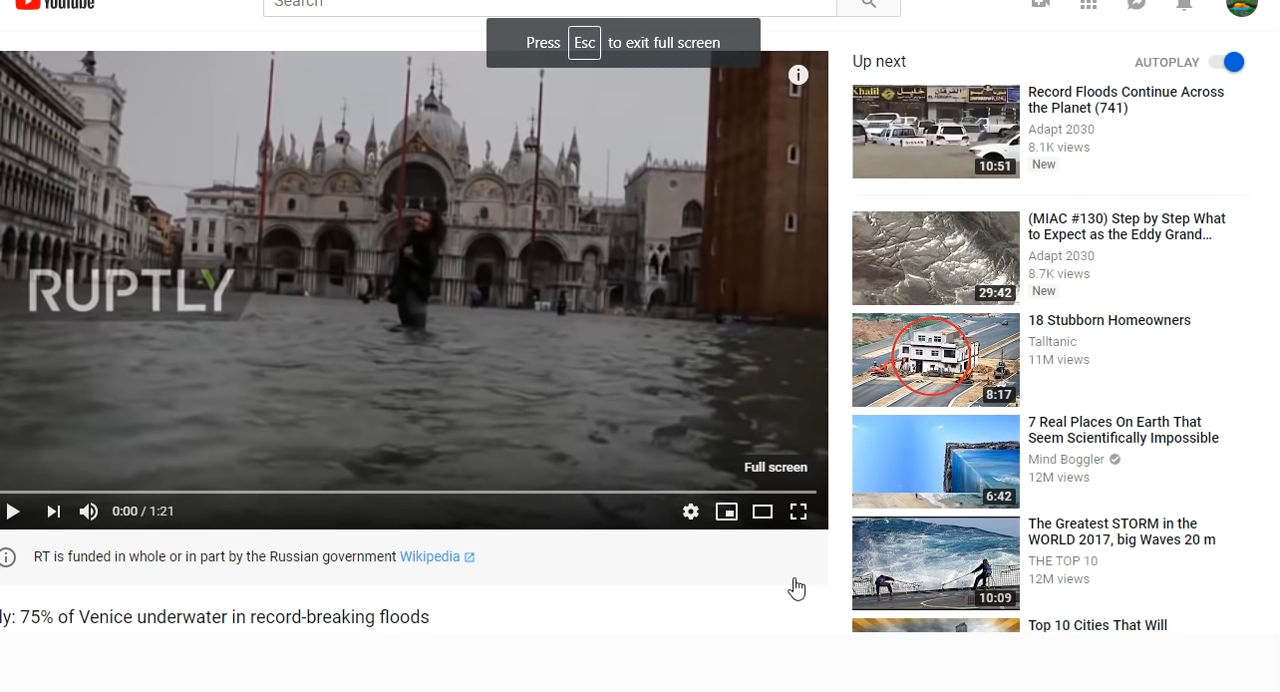 YouTube
Search
Press Esc to exit full screen
i
RUPTLY
Full screen
0:00 / 1:21
i RT is funded in whole or in part by the Russian government Wikipedia
ly: 75% of Venice underwater in record-breaking floods
Up next
AUTOPLAY
Khalil
10:51
Record Floods Continue Across
the Planet (741)
Adapt 2030
8.1K views
New
29:42
(MIAC #130) Step by Step What
to Expect as the Eddy Grand...
Adapt 2030
8.7K views
New
8:17
18 Stubborn Homeowners
Talltanic
11M views
6:42
7 Real Places On Earth That
Seem Scientifically Impossible
Mind Boggler
12M views
10:09
The Greatest STORM in the
WORLD 2017, big Waves 20 m
THE TOP 10
12M views
Top 10 Cities That Will